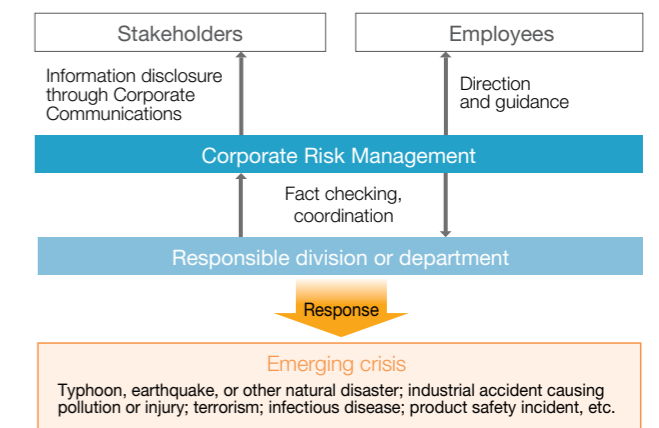 Stakeholders
Employees
Information disclosure
through Corporate
Communications
Direction
and guidance
Corporate Risk Management
Fact checking,
coordination
Responsible division or department
Response
Emerging crisis
Typhoon, earthquake, or other natural disaster; industrial accident causing
pollution or injury; terrorism; infectious disease; product safety incident, etc.